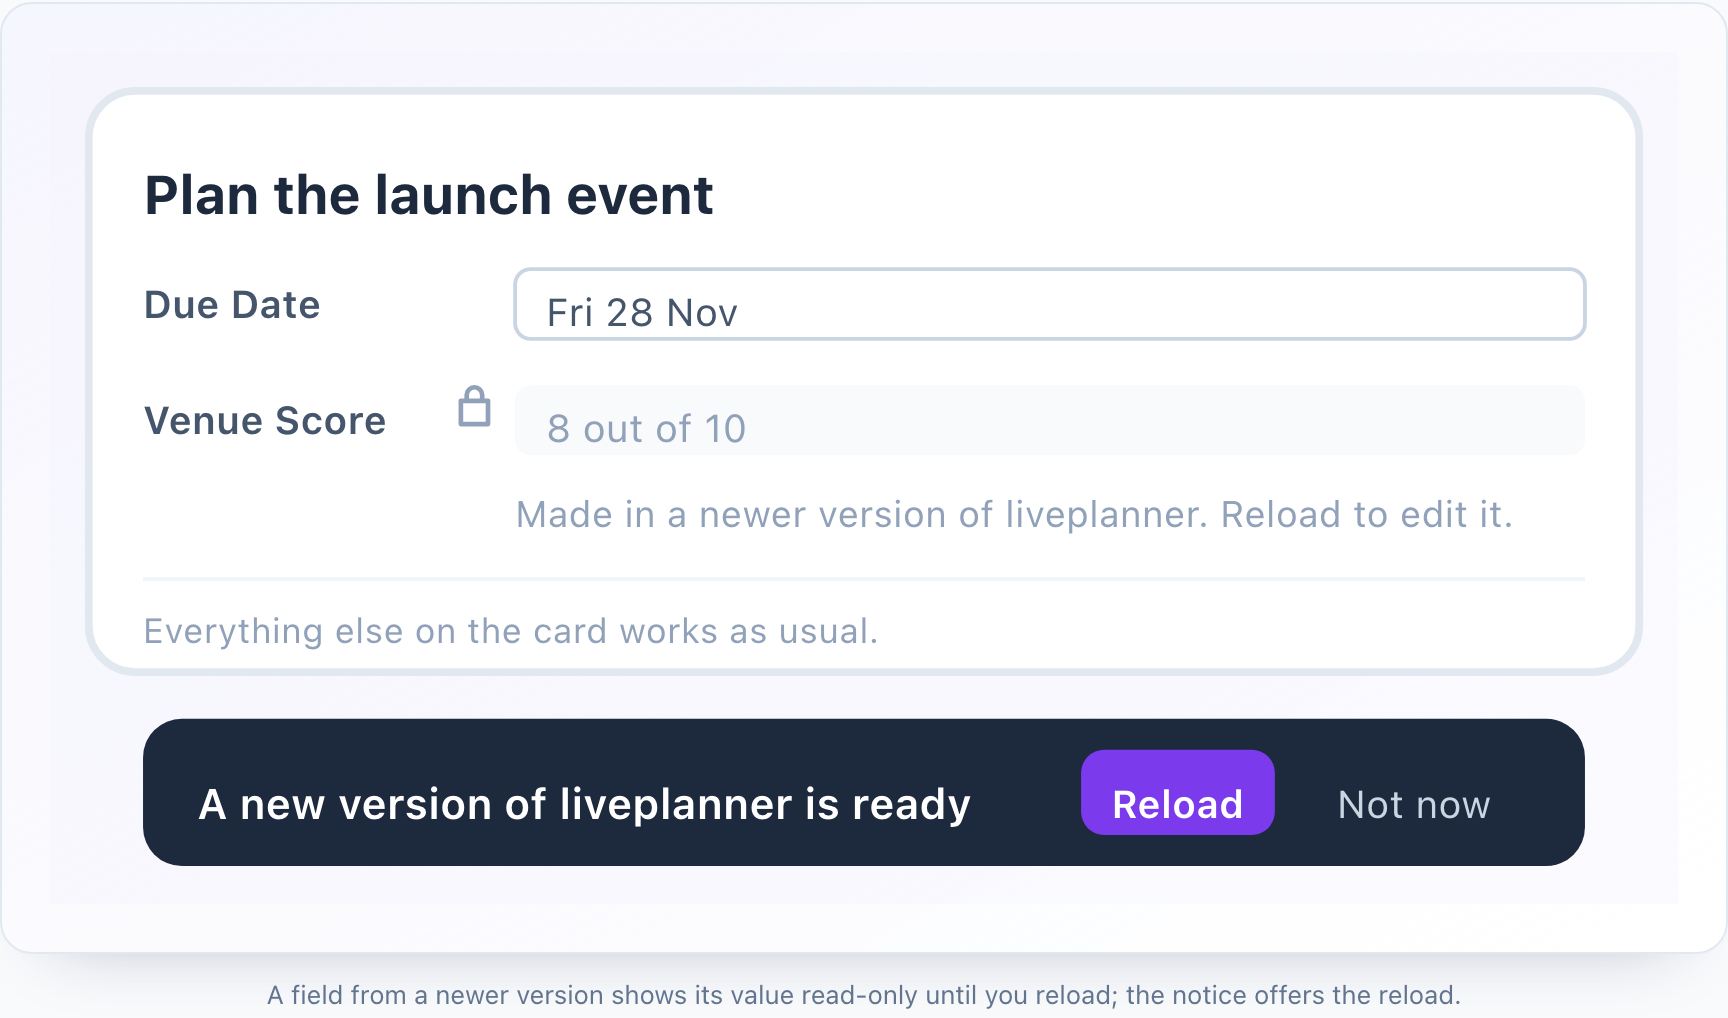 Plan the launch event
Due Date
Fri 28 Nov
Venue Score
8 out of 10
Made in a newer version of liveplanner. Reload to edit it.
Everything else on the card works as usual.
A new version of liveplanner is ready
Reload
Not now
A field from a newer version shows its value read-only until you reload; the notice offers the reload.